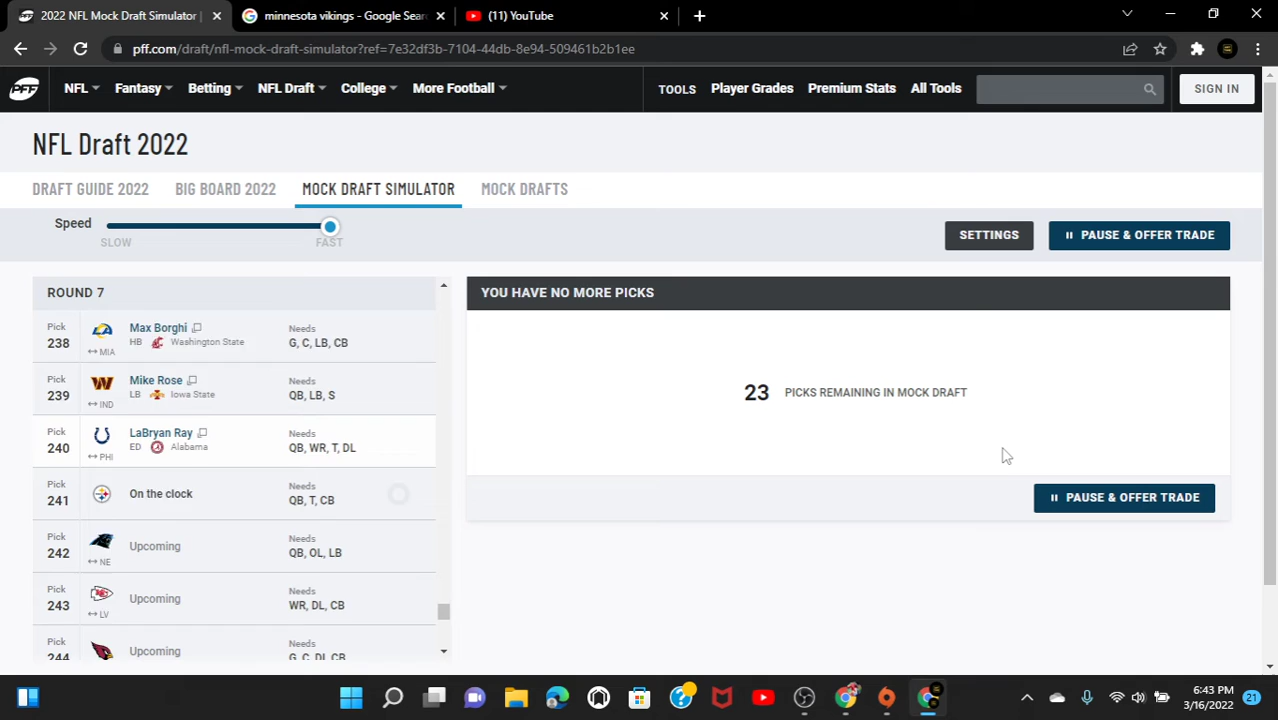 2022 NFL Mock Draft Simulator |
minnesota vikings - Google Sear
(11) YouTube
pff.com/draft/nfl-mock-draft-simulator?ref=7e32df3b-7104-44db-8e94-509461b2b1ee
PFF
NFL
Fantasy
Betting
NFL Draft
College
More Football
TOOLS
Player Grades
Premium Stats
All Tools
SIGN IN
NFL Draft 2022
DRAFT GUIDE 2022
BIG BOARD 2022
MOCK DRAFT SIMULATOR
MOCK DRAFTS
Speed
SLOW
FAST
SETTINGS
PAUSE & OFFER TRADE
ROUND 7
Pick
238
MIA
Max Borghi
HB
Washington State
Needs
G, C, LB, CB
Pick
239
IND
Mike Rose
LB
Iowa State
Needs
QB, LB, S
Pick
240
PHI
LaBryan Ray
ED
Alabama
Needs
QB, WR, T, DL
Pick
241
On the clock
Needs
QB, T, CB
Pick
242
NE
Upcoming
Needs
QB, OL, LB
Pick
243
LV
Upcoming
Needs
WR, DL, CB
Pick
244
Upcoming
Needs
G, C, DL, CB
YOU HAVE NO MORE PICKS
23 PICKS REMAINING IN MOCK DRAFT
PAUSE & OFFER TRADE
6:43 PM
3/16/2022
21